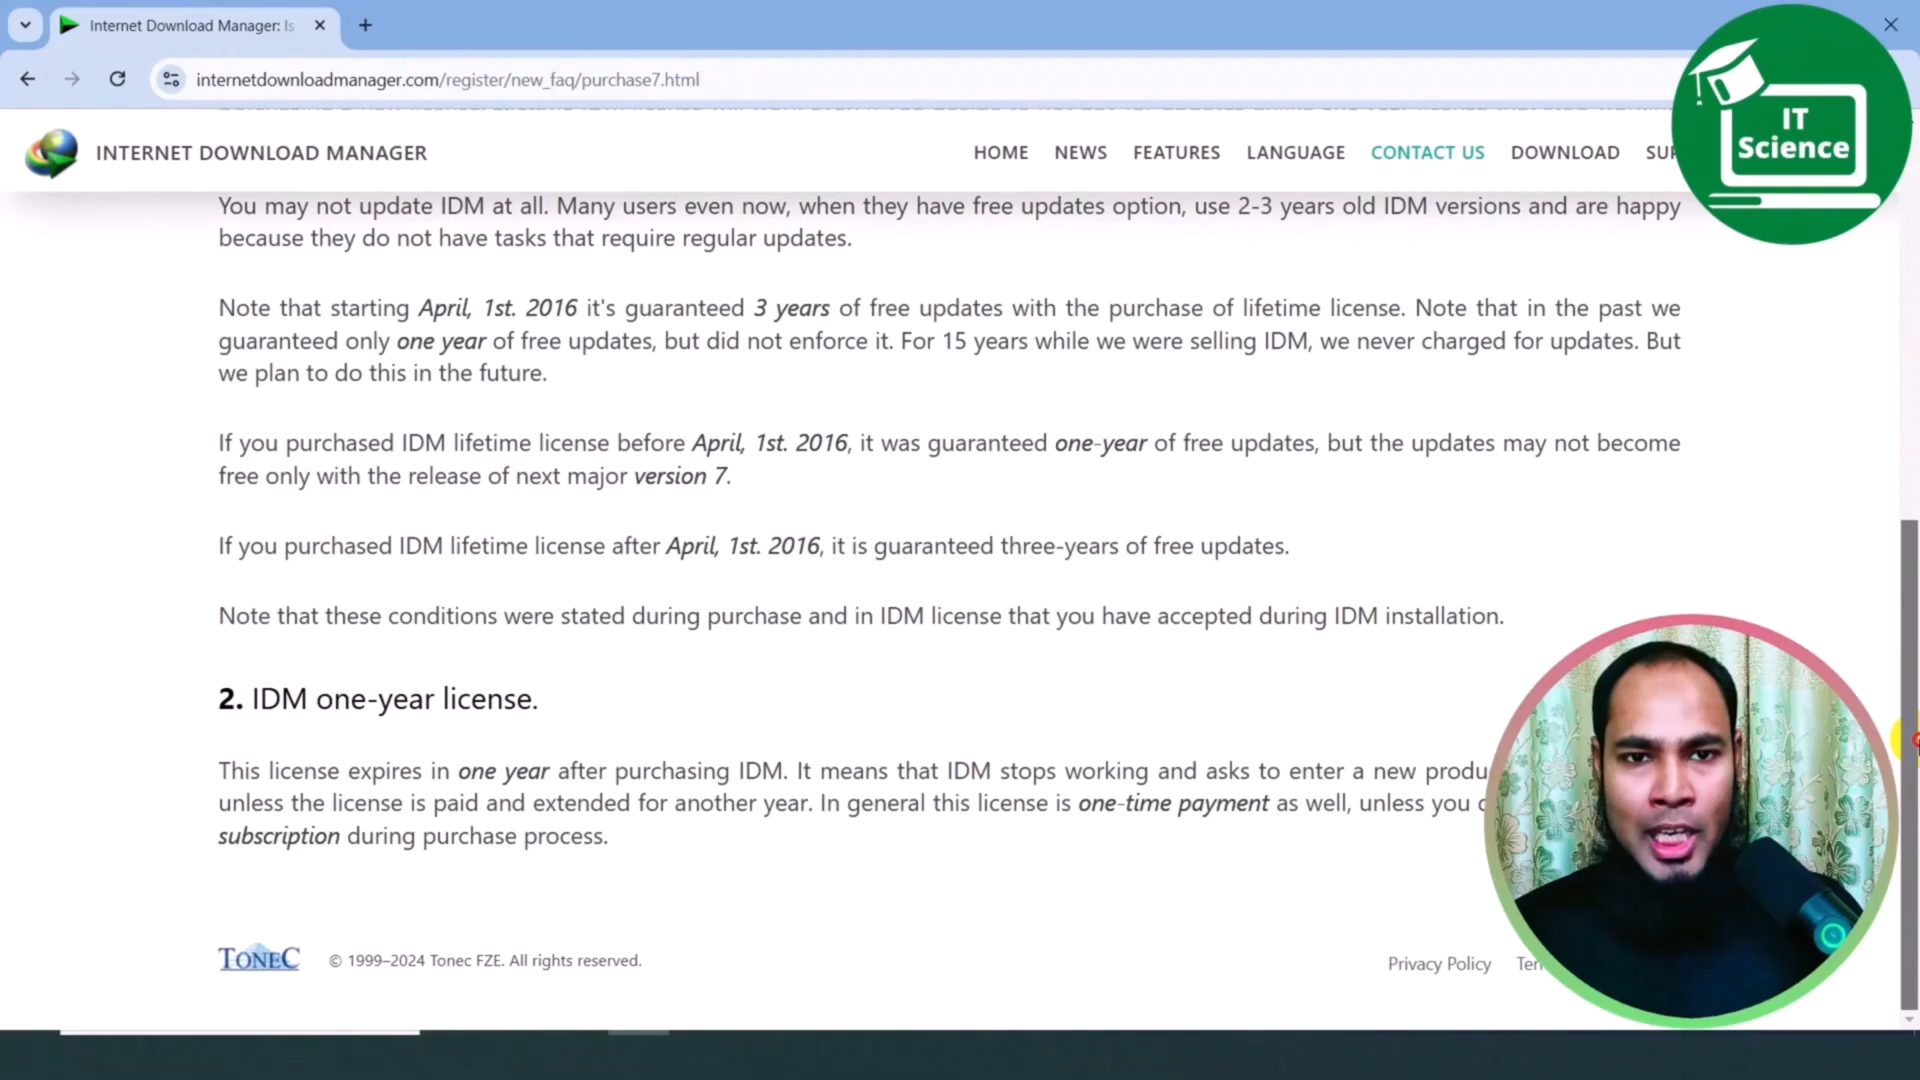 Internet Download Manager: Is
internetdownloadmanager.com/register/new_faq/purchase7.html
INTERNET DOWNLOAD MANAGER
HOME NEWS FEATURES LANGUAGE CONTACT US DOWNLOAD
IT
Science
You may not update IDM at all. Many users even now, when they have free updates option, use 2-3 years old IDM versions and are happy
because they do not have tasks that require regular updates.
Note that starting April, 1st. 2016 it's guaranteed 3 years of free updates with the purchase of lifetime license. Note that in the past we
guaranteed only one year of free updates, but did not enforce it. For 15 years while we were selling IDM, we never charged for updates. But
we plan to do this in the future.
If you purchased IDM lifetime license before April, 1st. 2016, it was guaranteed one-year of free updates, but the updates may not become
free only with the release of next major version 7.
If you purchased IDM lifetime license after April, 1st. 2016, it is guaranteed three-years of free updates.
Note that these conditions were stated during purchase and in IDM license that you have accepted during IDM installation.
2. IDM one-year license.
This license expires in one year after purchasing IDM. It means that IDM stops working and asks to enter a new produ
unless the license is paid and extended for another year. In general this license is one-time payment as well, unless you
subscription during purchase process.
TONEC © 1999–2024 Tonec FZE. All rights reserved.
Privacy Policy